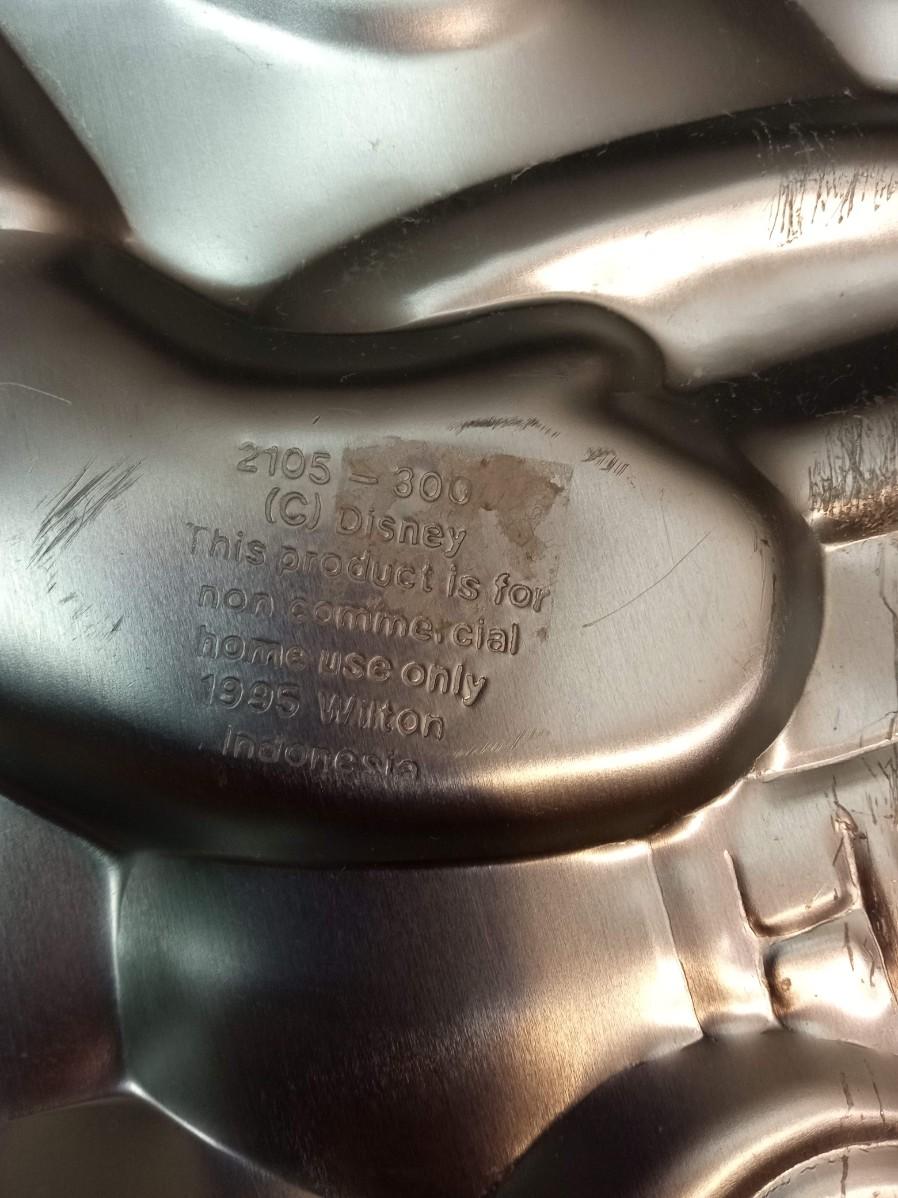 2105 - 300
(C) Disney
This product is for
non commercial
home use only
1995 Wilton
Indonesia